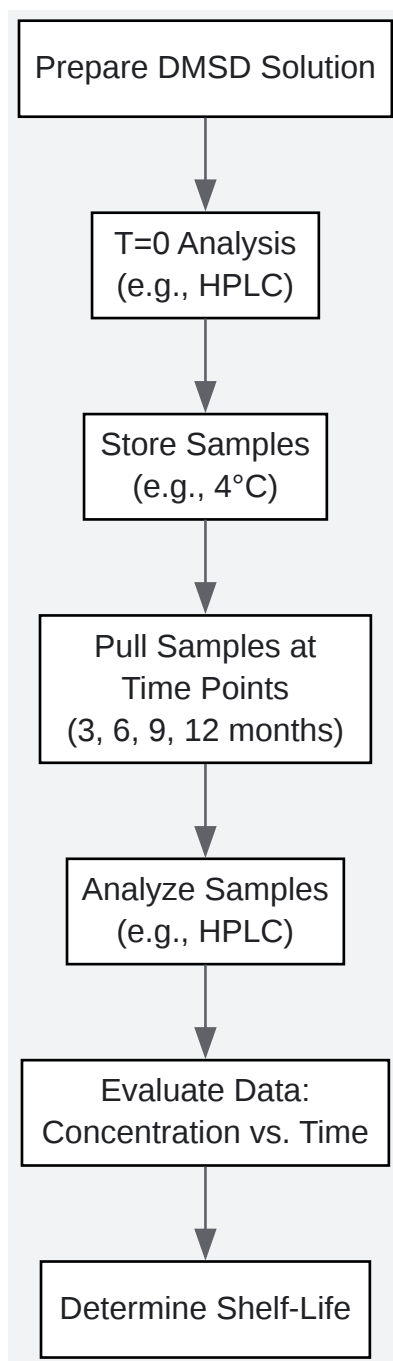 Prepare DMSD Solution
T=0 Analysis
(e.g., HPLC)
Store Samples
(e.g., 4°C)
Pull Samples at
Time Points
(3, 6, 9, 12 months)
Analyze Samples
(e.g., HPLC)
Evaluate Data:
Concentration vs. Time
Determine Shelf-Life